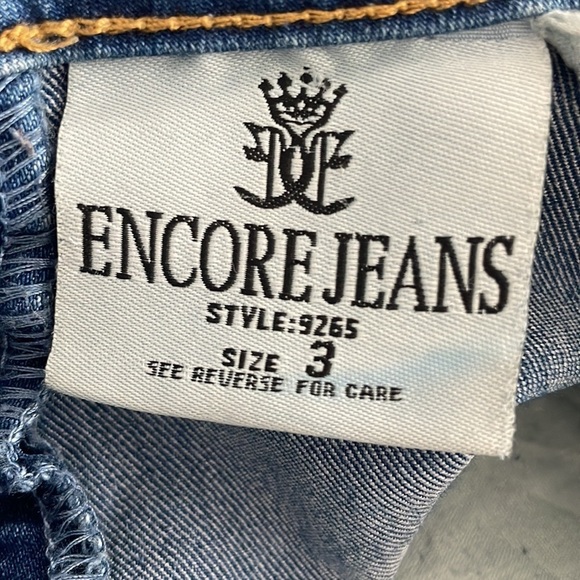 ENCORE JEANS
STYLE:9265
SIZE 3
SEE REVERSE FOR CARE